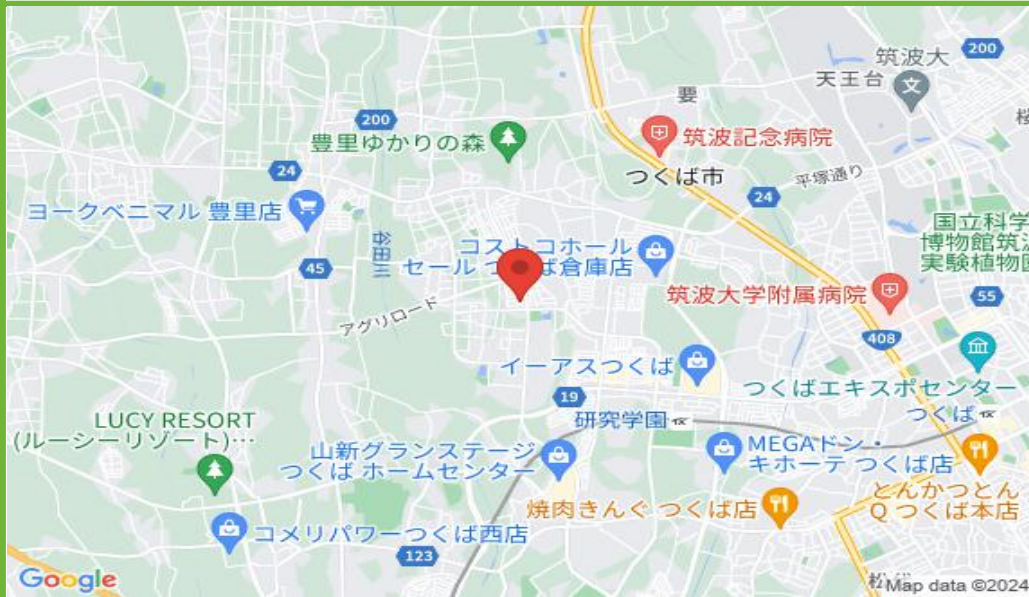 筑波大
200
天王台
要
200
豊里ゆかりの森
筑波記念病院
つくば市
平塚通り
24
24
ヨークベニマル 豊里店
谷田川
コストコホール
セール つくば倉庫店
国立科学
博物館筑波
実験植物園
45
筑波大学附属病院
55
アグリロード
408
イーアスつくば
つくばエキスポセンター
19
研究学園
つくば
LUCY RESORT
(ルーシーリゾート)…
山新グランステージ
つくば ホームセンター
MEGAドン・
キホーテ つくば店
焼肉きんぐ つくば店
とんかつとん
Q つくば本店
コメリパワーつくば西店
123
Google
Map data ©2024